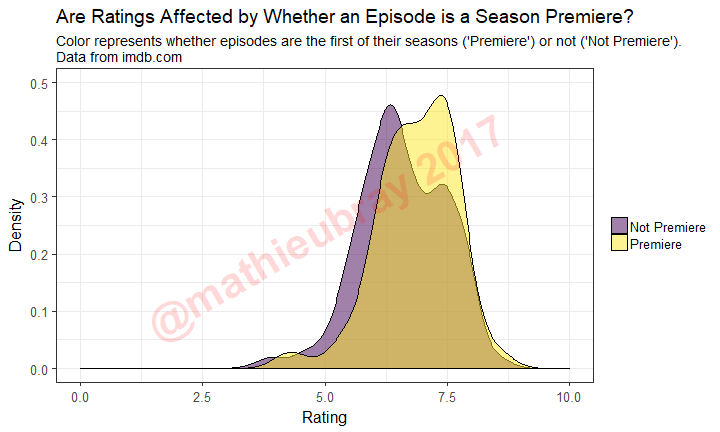 Are Ratings Affected by Whether an Episode is a Season Premiere?
Color represents whether episodes are the first of their seasons ('Premiere') or not ('Not Premiere').
Data from imdb.com
0.5
0.4
0.3
0.2
0.1
0.0
Density
@mathieubray 2017
Not Premiere
Premiere
0.0 2.5 5.0 7.5 10.0
Rating